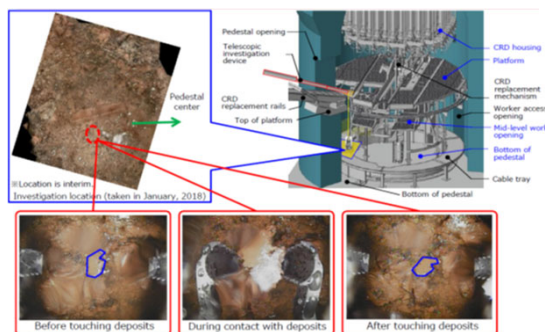 Pedestal opening
Telescopic
investigation
device
CRD
replacement rails
Top of platform
CRD housing
Platform
CRD
replacement
mechanism
Worker access
opening
Mid-level work
opening
Bottom of
pedestal
Cable tray
Bottom of pedestal
Pedestal
center
※Location is interim.
Investigation location (taken in January, 2018)
Before touching deposits
During contact with deposits
After touching deposits